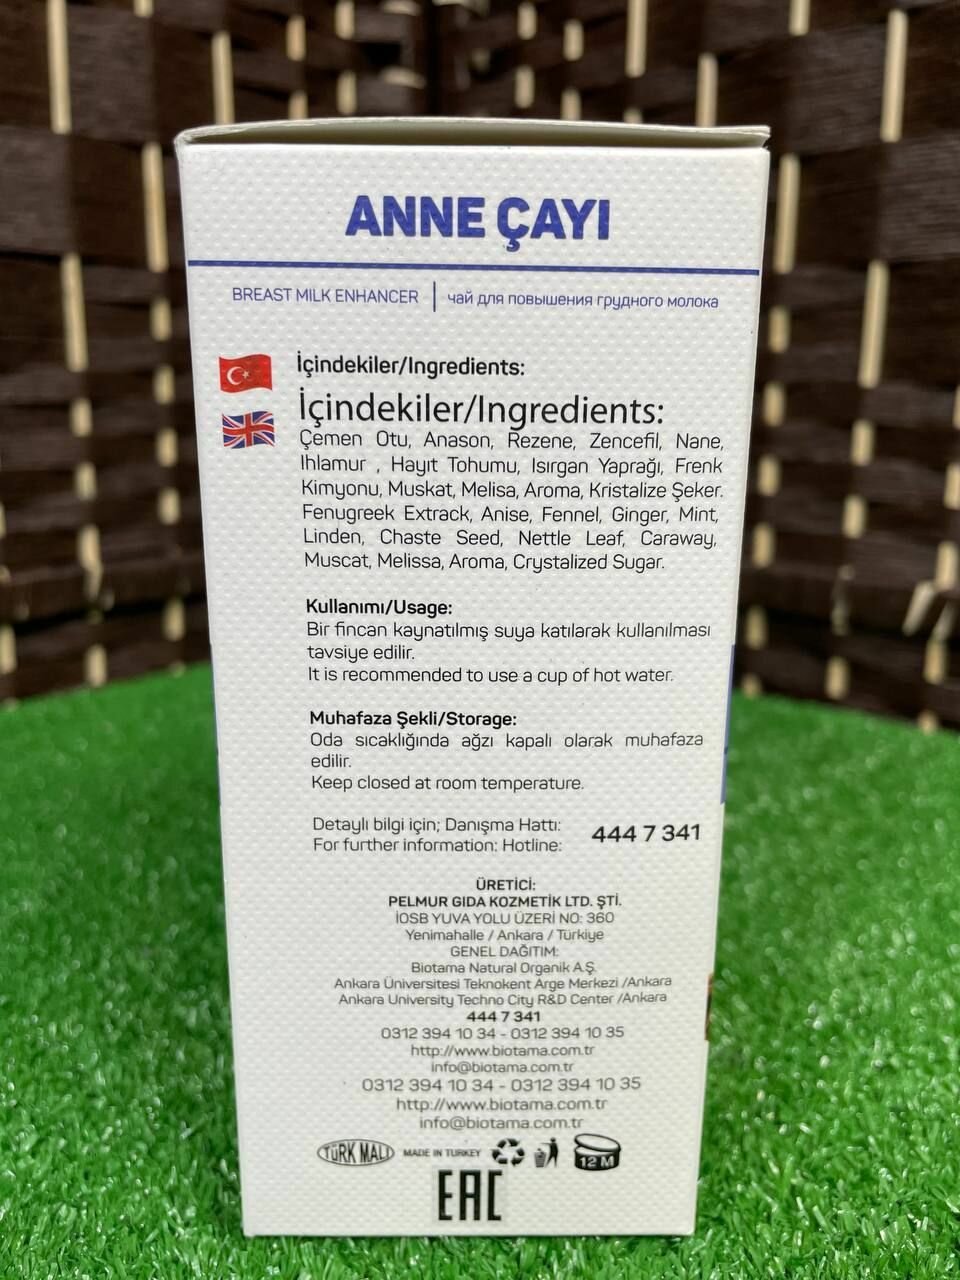 ANNE ÇAYI
BREAST MILK ENHANCER | чай для повышения грудного молока
İçindekiler/Ingredients:
İçindekiler/Ingredients:
Çemen Otu, Anason, Rezene, Zencefil, Nane,
Ihlamur , Hayıt Tohumu, Isırgan Yaprağı, Frenk
Kimyonu, Muskat, Melisa, Aroma, Kristalize Şeker.
Fenugreek Extrack, Anise, Fennel, Ginger, Mint,
Linden, Chaste Seed, Nettle Leaf, Caraway,
Muscat, Melissa, Aroma, Crystalized Sugar.
Kullanımı/Usage:
Bir fincan kaynatılmış suya katılarak kullanılması
tavsiye edilir.
It is recommended to use a cup of hot water.
Muhafaza Şekli/Storage:
Oda sıcaklığında ağzı kapalı olarak muhafaza
edilir.
Keep closed at room temperature.
Detaylı bilgi için; Danışma Hattı:
For further information: Hotline:
444 7 341
ÜRETİCİ:
PELMUR GIDA KOZMETİK LTD. ŞTİ.
İOSB YUVA YOLU ÜZERİ NO: 360
Yenimahalle / Ankara / Türkiye
GENEL DAĞITIM:
Biotama Natural Organik A.Ş.
Ankara Üniversitesi Teknokent Arge Merkezi /Ankara
Ankara University Techno City R&D Center /Ankara
444 7 341
0312 394 10 34 - 0312 394 10 35
http://www.biotama.com.tr
info@biotama.com.tr
0312 394 10 34 - 0312 394 10 35
http://www.biotama.com.tr
info@biotama.com.tr
TÜRK MALI MADE IN TURKEY 12 M
EAC